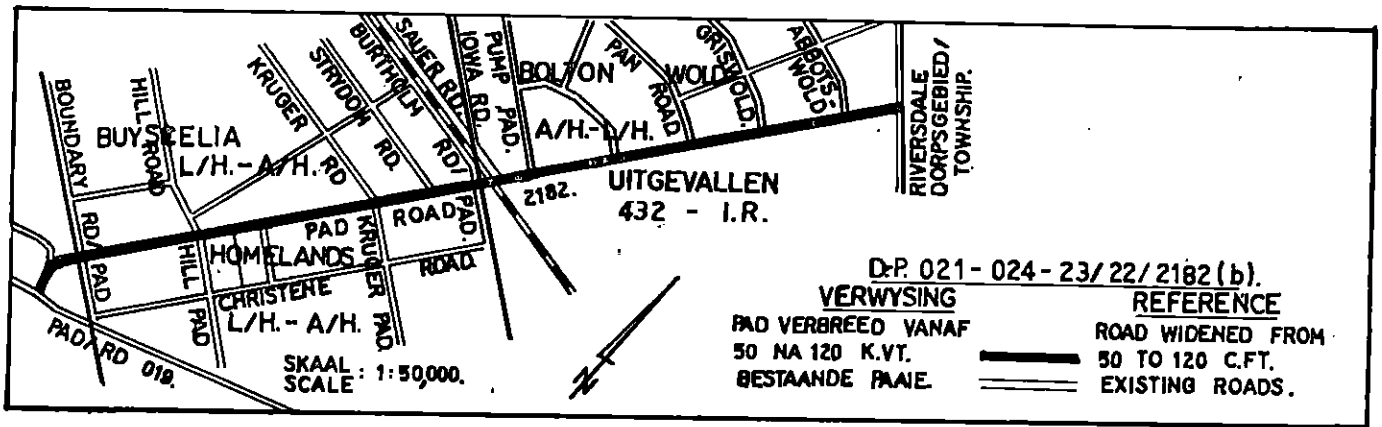 BOUNDARY
RD/PAD
HILL ROAD
BUYSCELIA
L/H.-A/H.
KRUGER
RD
STRYDOM
RD.
BURTHOLM
RD/
PAD.
SAUER RD.
IOWA RD.
PUMP
PAD.
BOLTON WOLD
A/H.-L/H.
PAN
ROAD
GRISWOLD.
ABBOTS-
WOLD
RIVERSDALE
DORPSGEBIED/
TOWNSHIP.
PAD ROAD
2182.
UITGEVALLEN
432 - I.R.
HILL
PAD
HOMELANDS
KRUGER
PAD.
CHRISTENE ROAD.
L/H.-A/H.
PAD/RD 019.
SKAAL
SCALE : 1:50,000.
D.P. 021-024-23/22/2182(b).
VERWYSING REFERENCE
PAD VERBREED VANAF ROAD WIDENED FROM
50 NA 120 K.VT. 50 TO 120 C.FT.
BESTAANDE PAAIE. EXISTING ROADS.